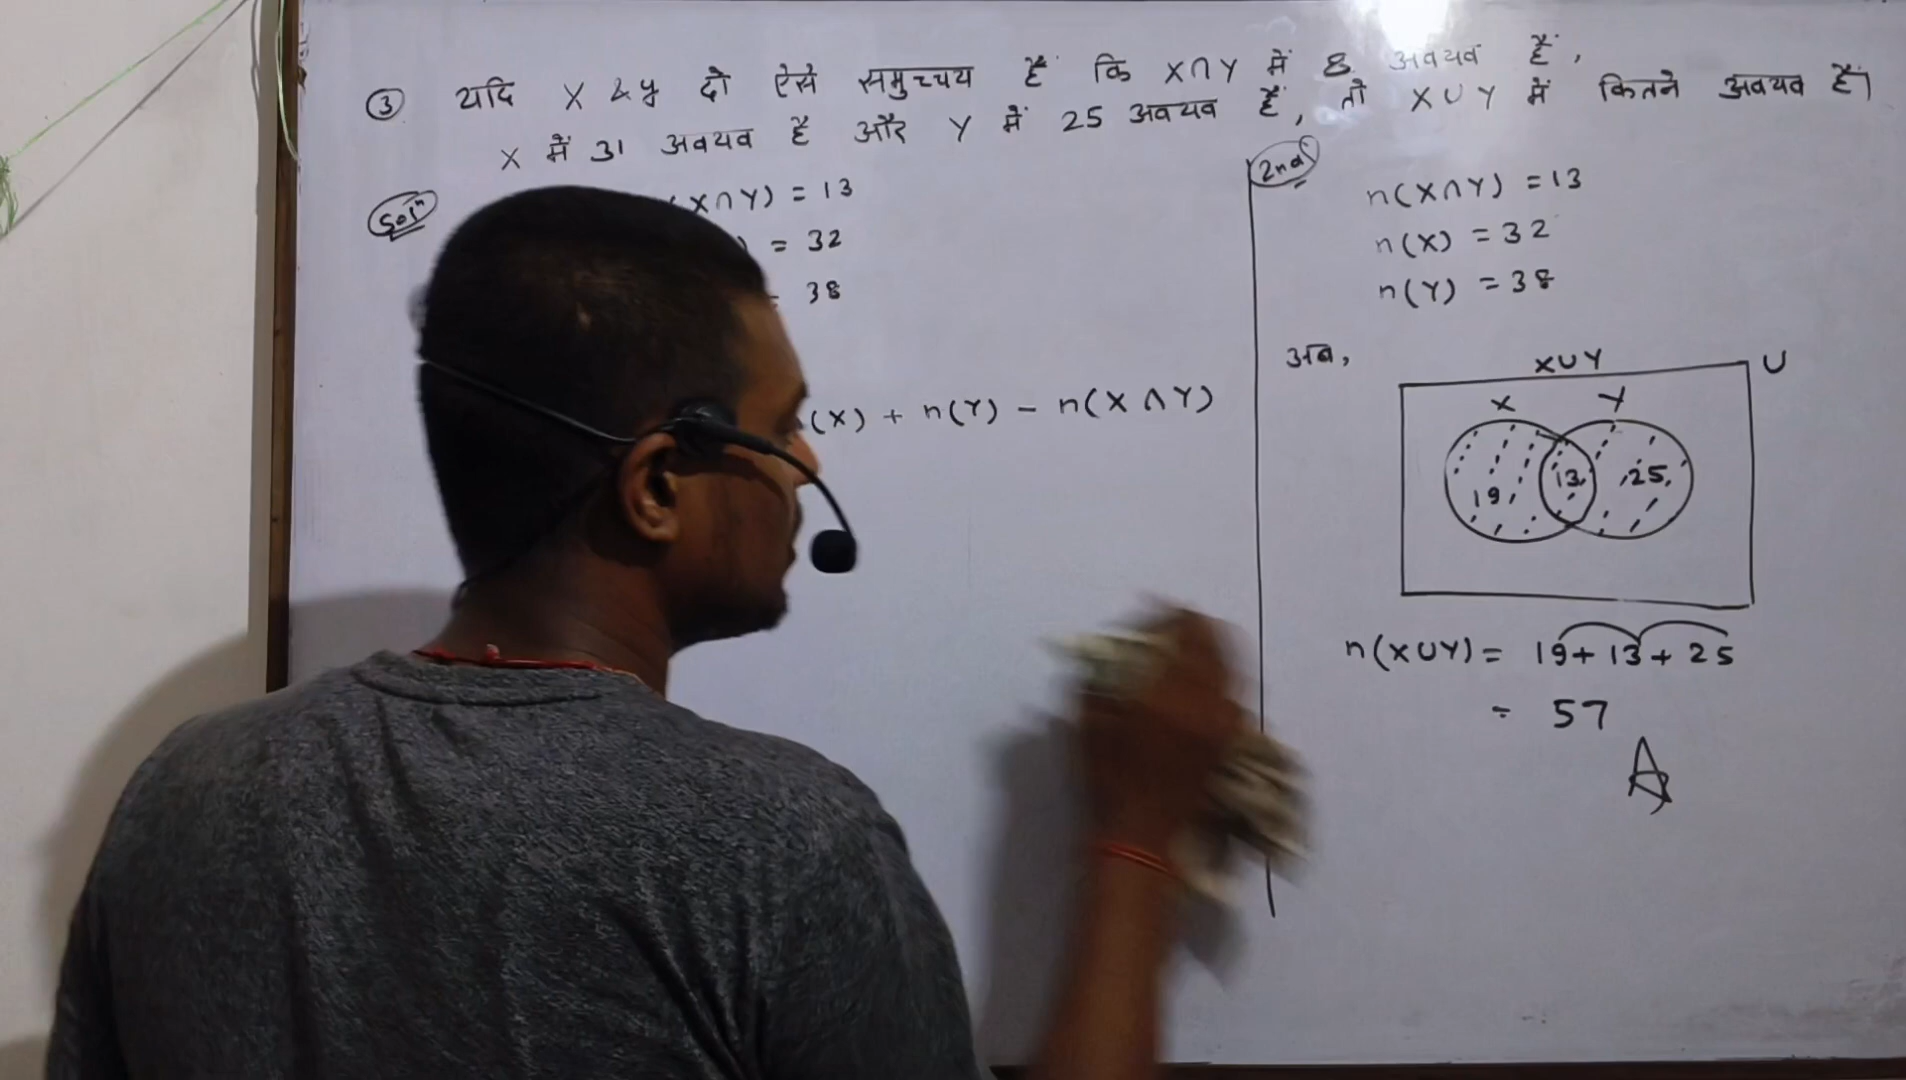 ③ यदि X & y दो ऐसे समुच्चय हैं कि X∩Y में 8 अवयव हैं,
X में 31 अवयव हैं और Y में 25 अवयव हैं, तो X∪Y में कितने अवयव हैं।
Solⁿ
X∩Y) = 13
) = 32
38
(X) + n(Y) - n(X∩Y)
2nd
n(X∩Y) = 13
n(X) = 32
n(Y) = 38
अब,
X∪Y U
X Y
19 13 25
n(X∪Y) = 19+13+25
= 57